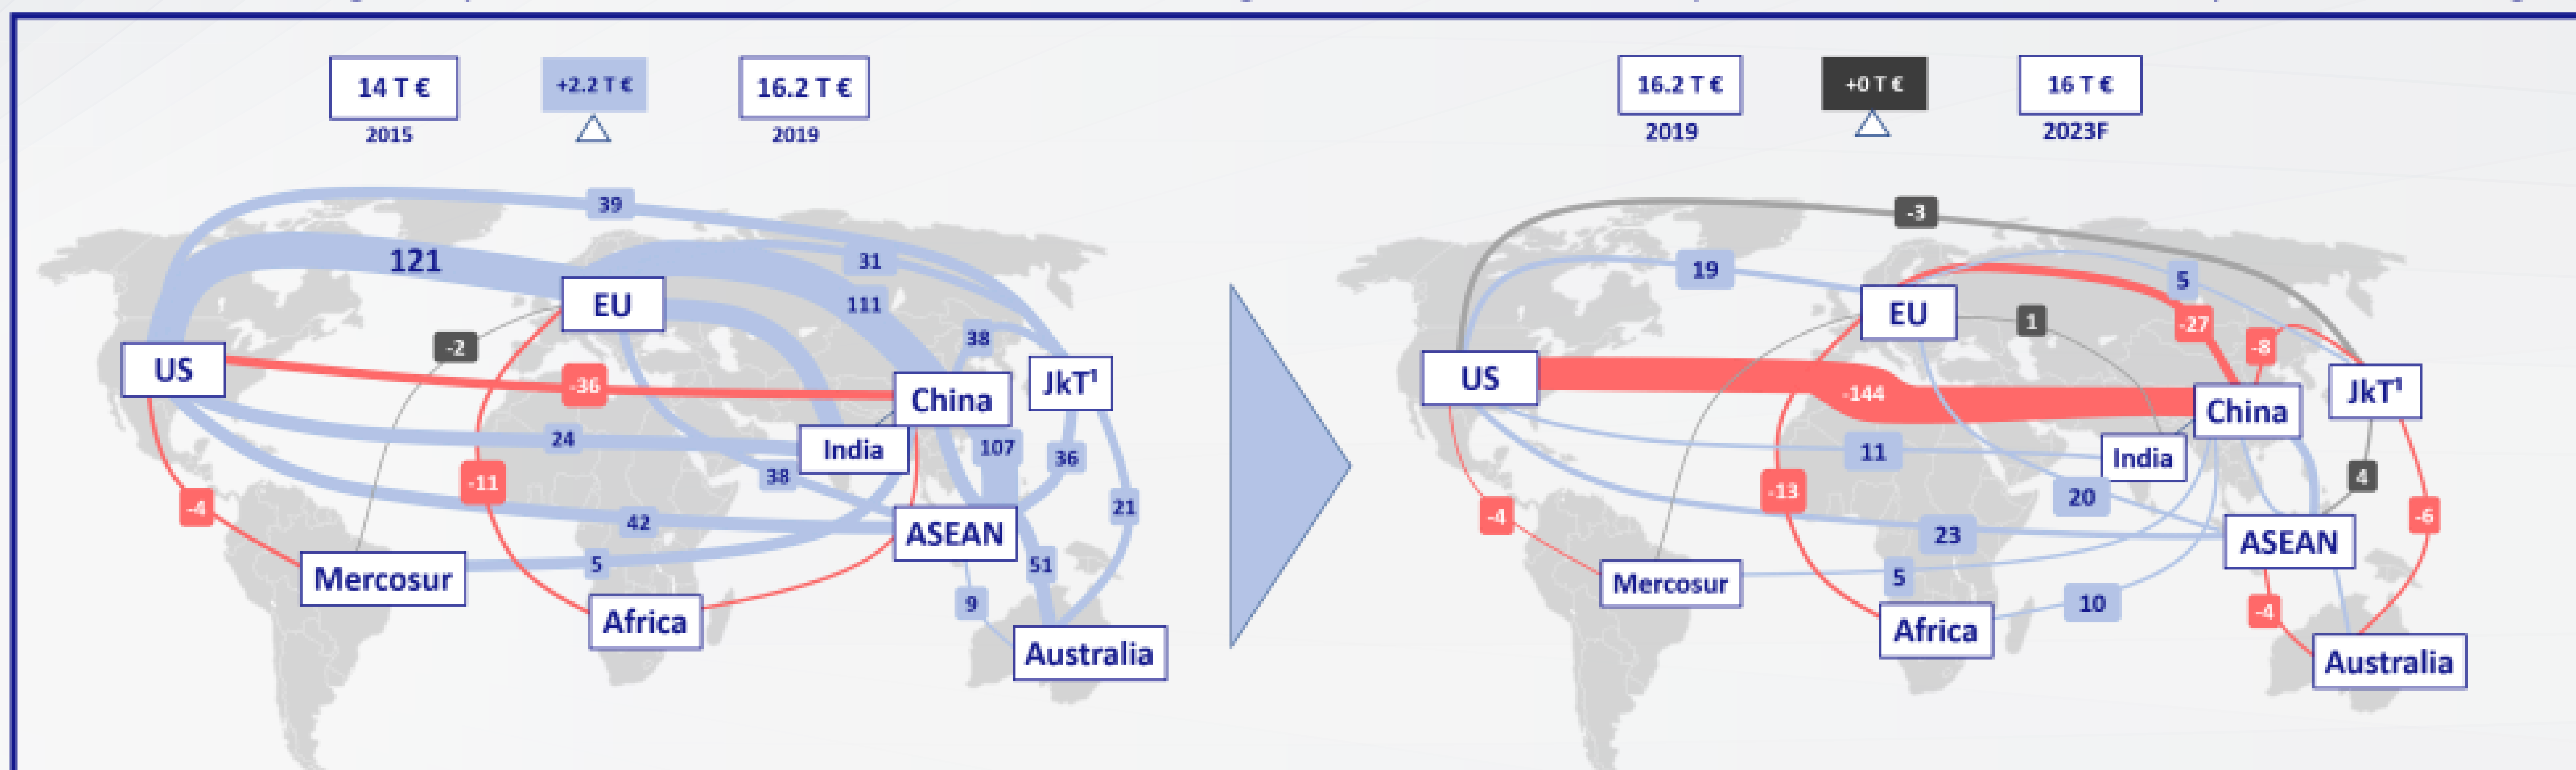 14 T €
+2.2 T €
16.2 T €
2015
2019
39
121
31
111
EU
38
-2
US
-36
China
JkT¹
24
India
107
36
38
-11
-4
42
ASEAN
21
5
51
Mercosur
9
Africa
Australia
16.2 T €
+0 T €
16 T €
2019
2023F
-3
19
5
EU
1
-27
-8
US
-144
China
JkT¹
11
India
4
-13
20
-4
-6
23
ASEAN
5
Mercosur
10
-4
Africa
Australia